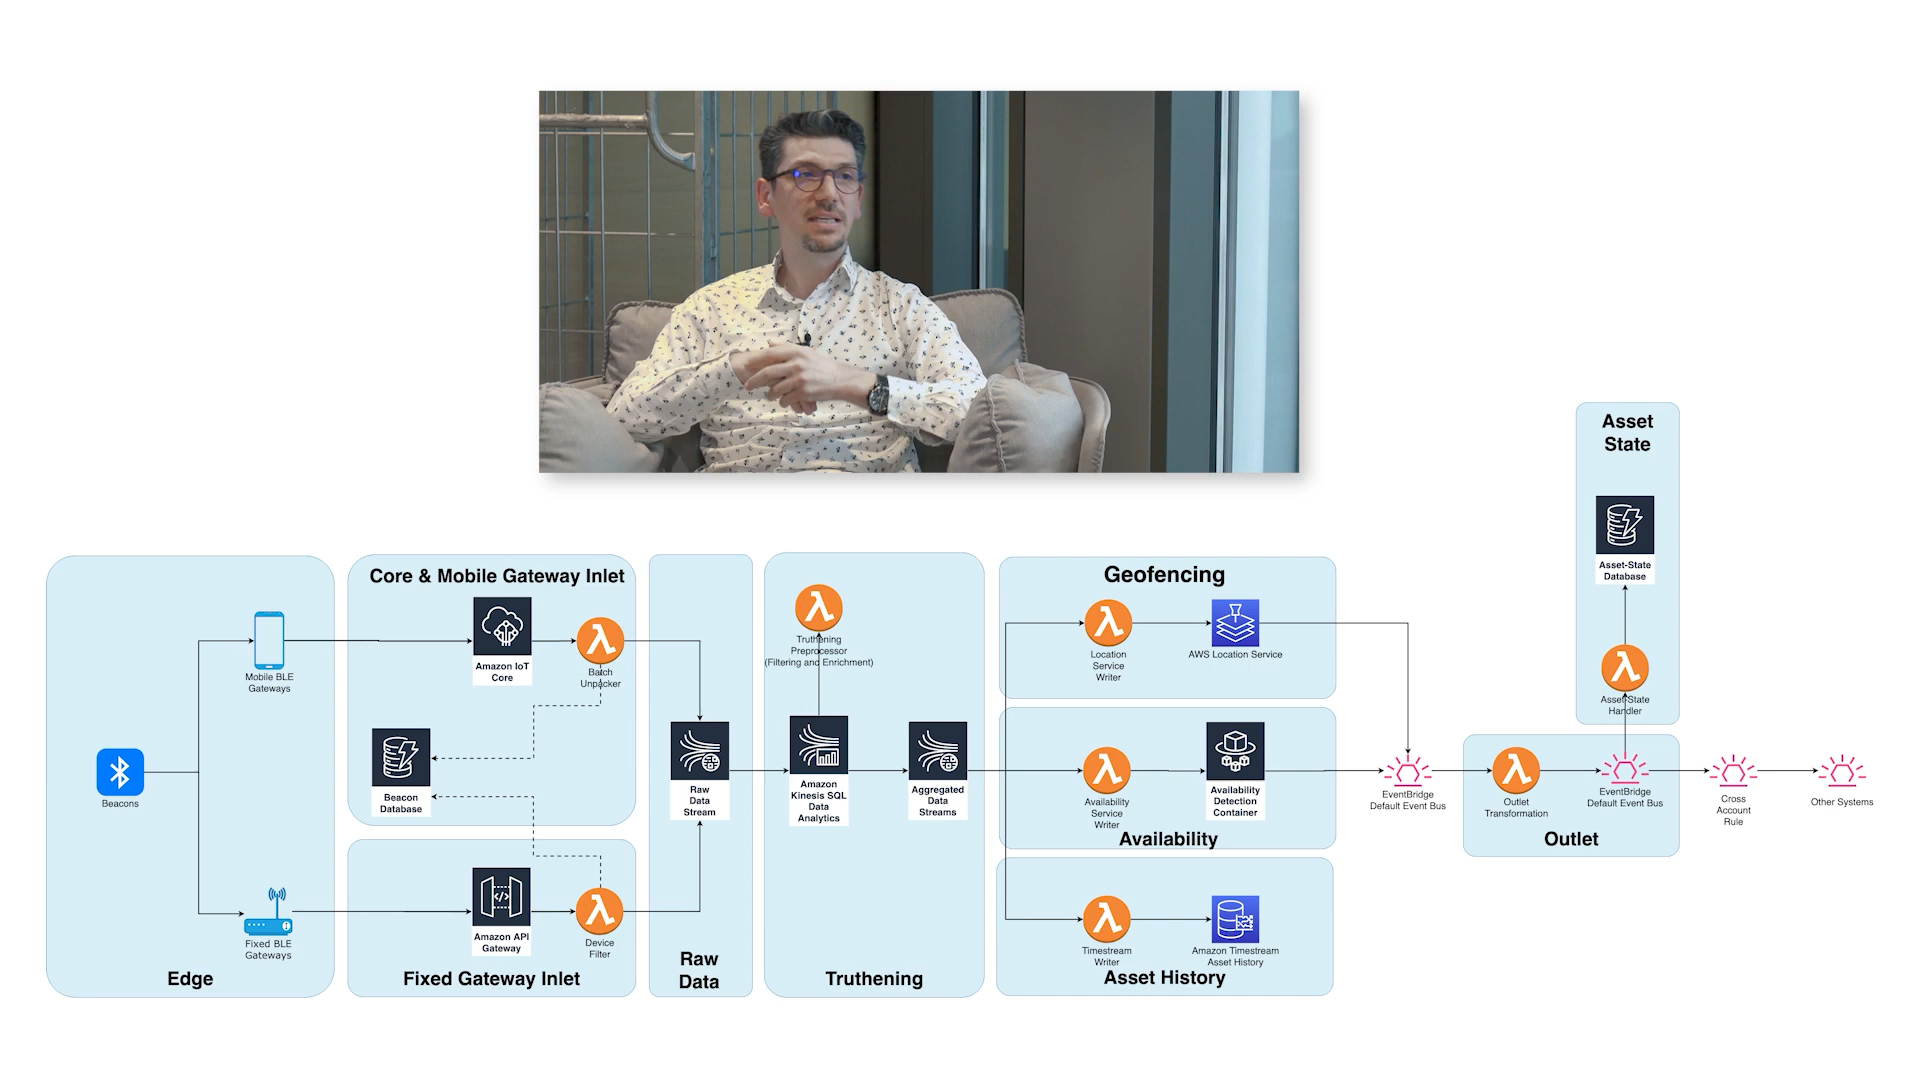 Asset
State
Asset-State
Database
Asset-State
Handler
Core & Mobile Gateway Inlet
Amazon IoT
Core
Batch
Unpacker
Mobile BLE
Gateways
Beacons
Beacon
Database
Fixed BLE
Gateways
Edge
Amazon API
Gateway
Device
Filter
Fixed Gateway Inlet
Raw
Data
Stream
Raw
Data
Truthening
Preprocessor
(Filtering and Enrichment)
Amazon
Kinesis SQL
Data
Analytics
Aggregated
Data
Streams
Truthening
Geofencing
Location
Service
Writer
AWS Location Service
Availability
Service
Writer
Availability
Detection
Container
Availability
Timestream
Writer
Amazon Timestream
Asset History
Asset History
EventBridge
Default Event Bus
Outlet
Transformation
EventBridge
Default Event Bus
Outlet
Cross
Account
Rule
Other Systems